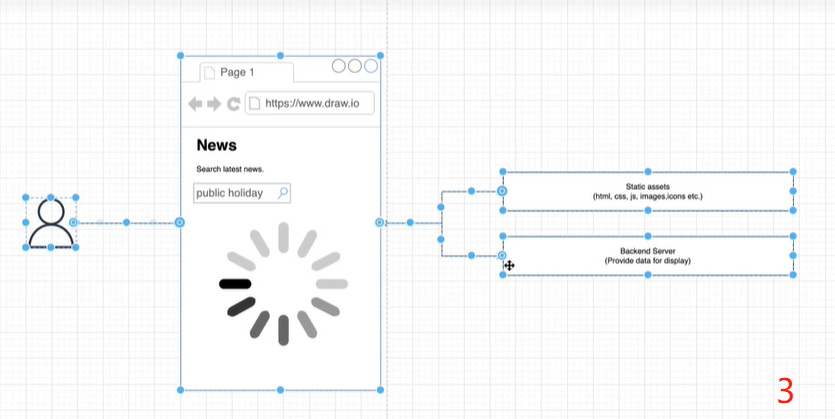 Page 1
https://www.draw.io
News
Search latest news.
public holiday
Static assets
(html, css, js, images,icons etc.)
Backend Server
(Provide data for display)
3